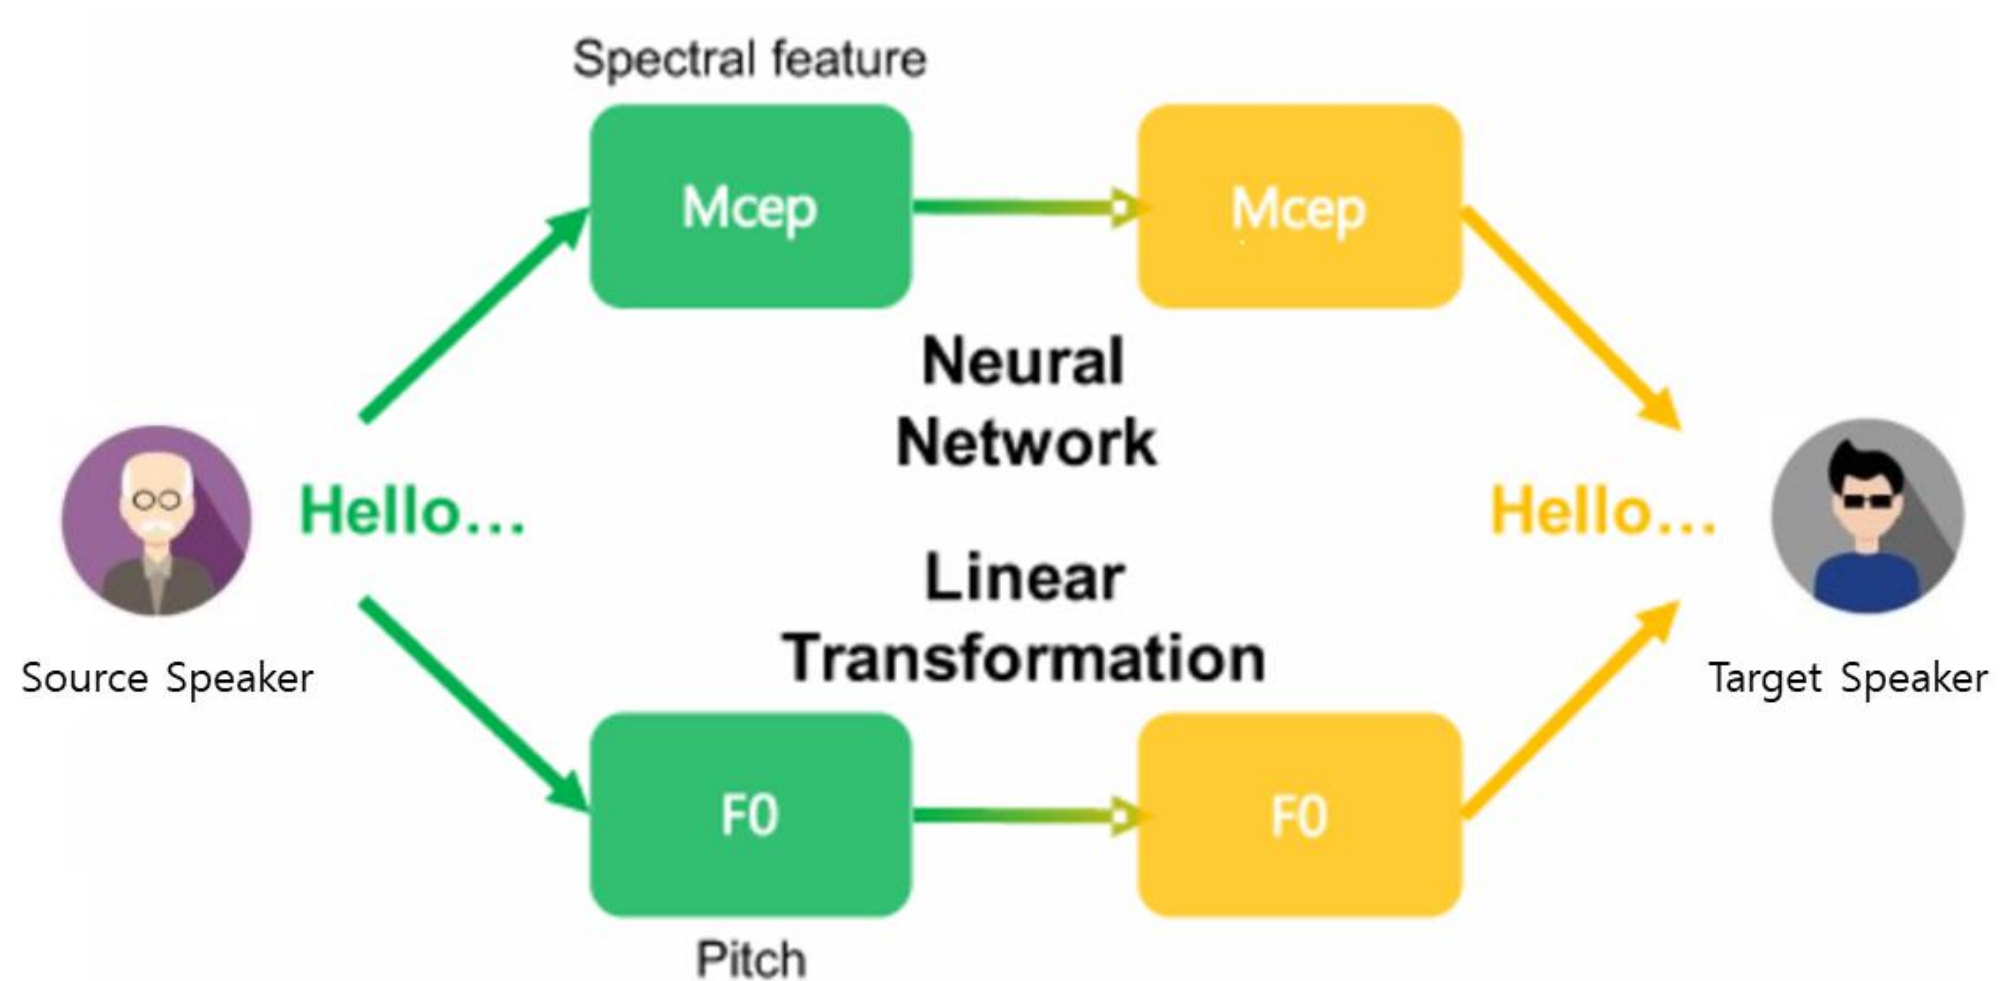 Spectral feature
Mcep
Mcep
Neural
Network
Hello...
Hello...
Linear
Transformation
Source Speaker
Target Speaker
F0
F0
Pitch